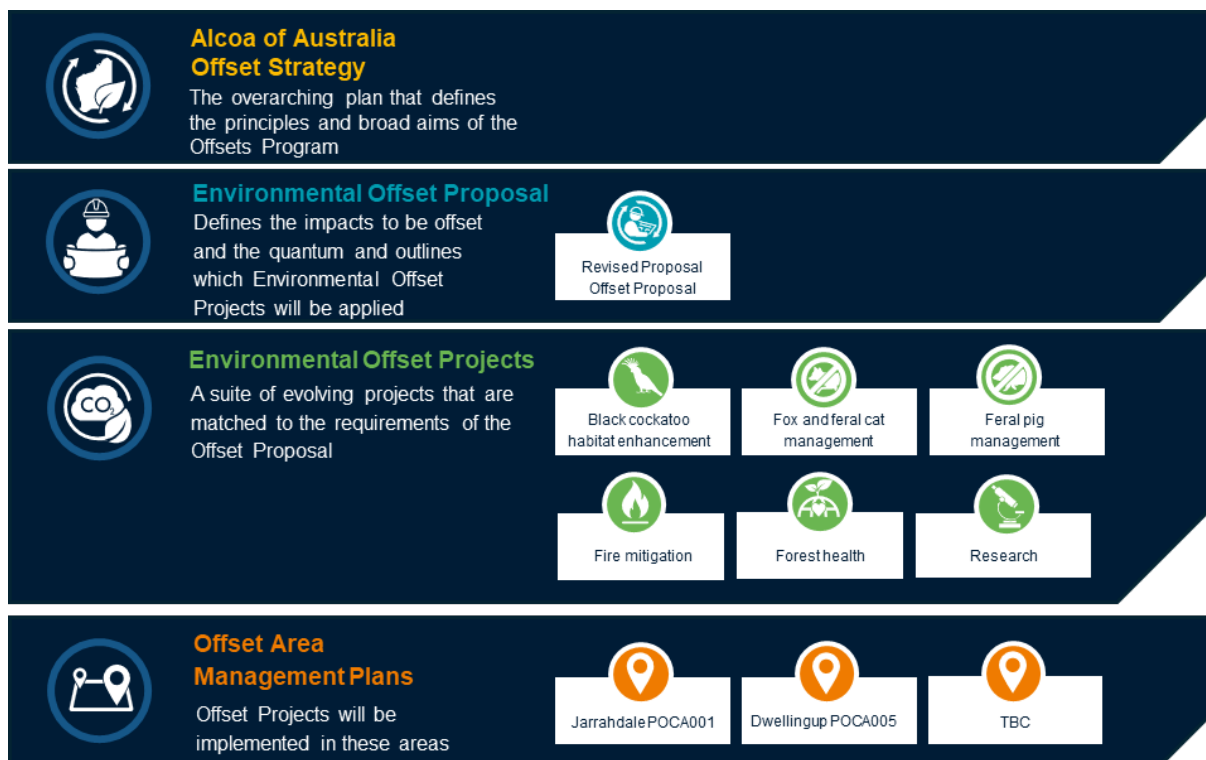 Alcoa of Australia
Offset Strategy
The overarching plan that defines
the principles and broad aims of the
Offsets Program
Environmental Offset Proposal
Defines the impacts to be offset
and the quantum and outlines
which Environmental Offset
Projects will be applied
Revised Proposal
Offset Proposal
CO2
Environmental Offset Projects
A suite of evolving projects that are
matched to the requirements of the
Offset Proposal
Black cockatoo
habitat enhancement
Fox and feral cat
management
Feral pig
management
Fire mitigation
Forest health
Research
Offset Area
Management Plans
Offset Projects will be
implemented in these areas
Jarrahdale POCA001
Dwellingup POCA005
TBC